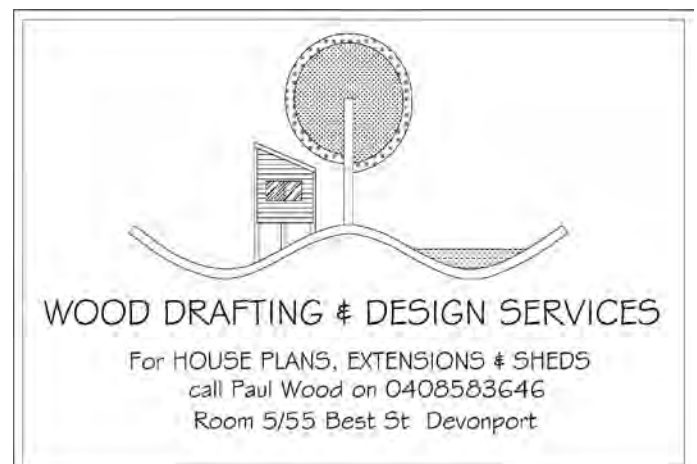 WOOD DRAFTING & DESIGN SERVICES
For HOUSE PLANS, EXTENSIONS & SHEDS
call Paul Wood on 0408583646
Room 5/55 Best St Devonport